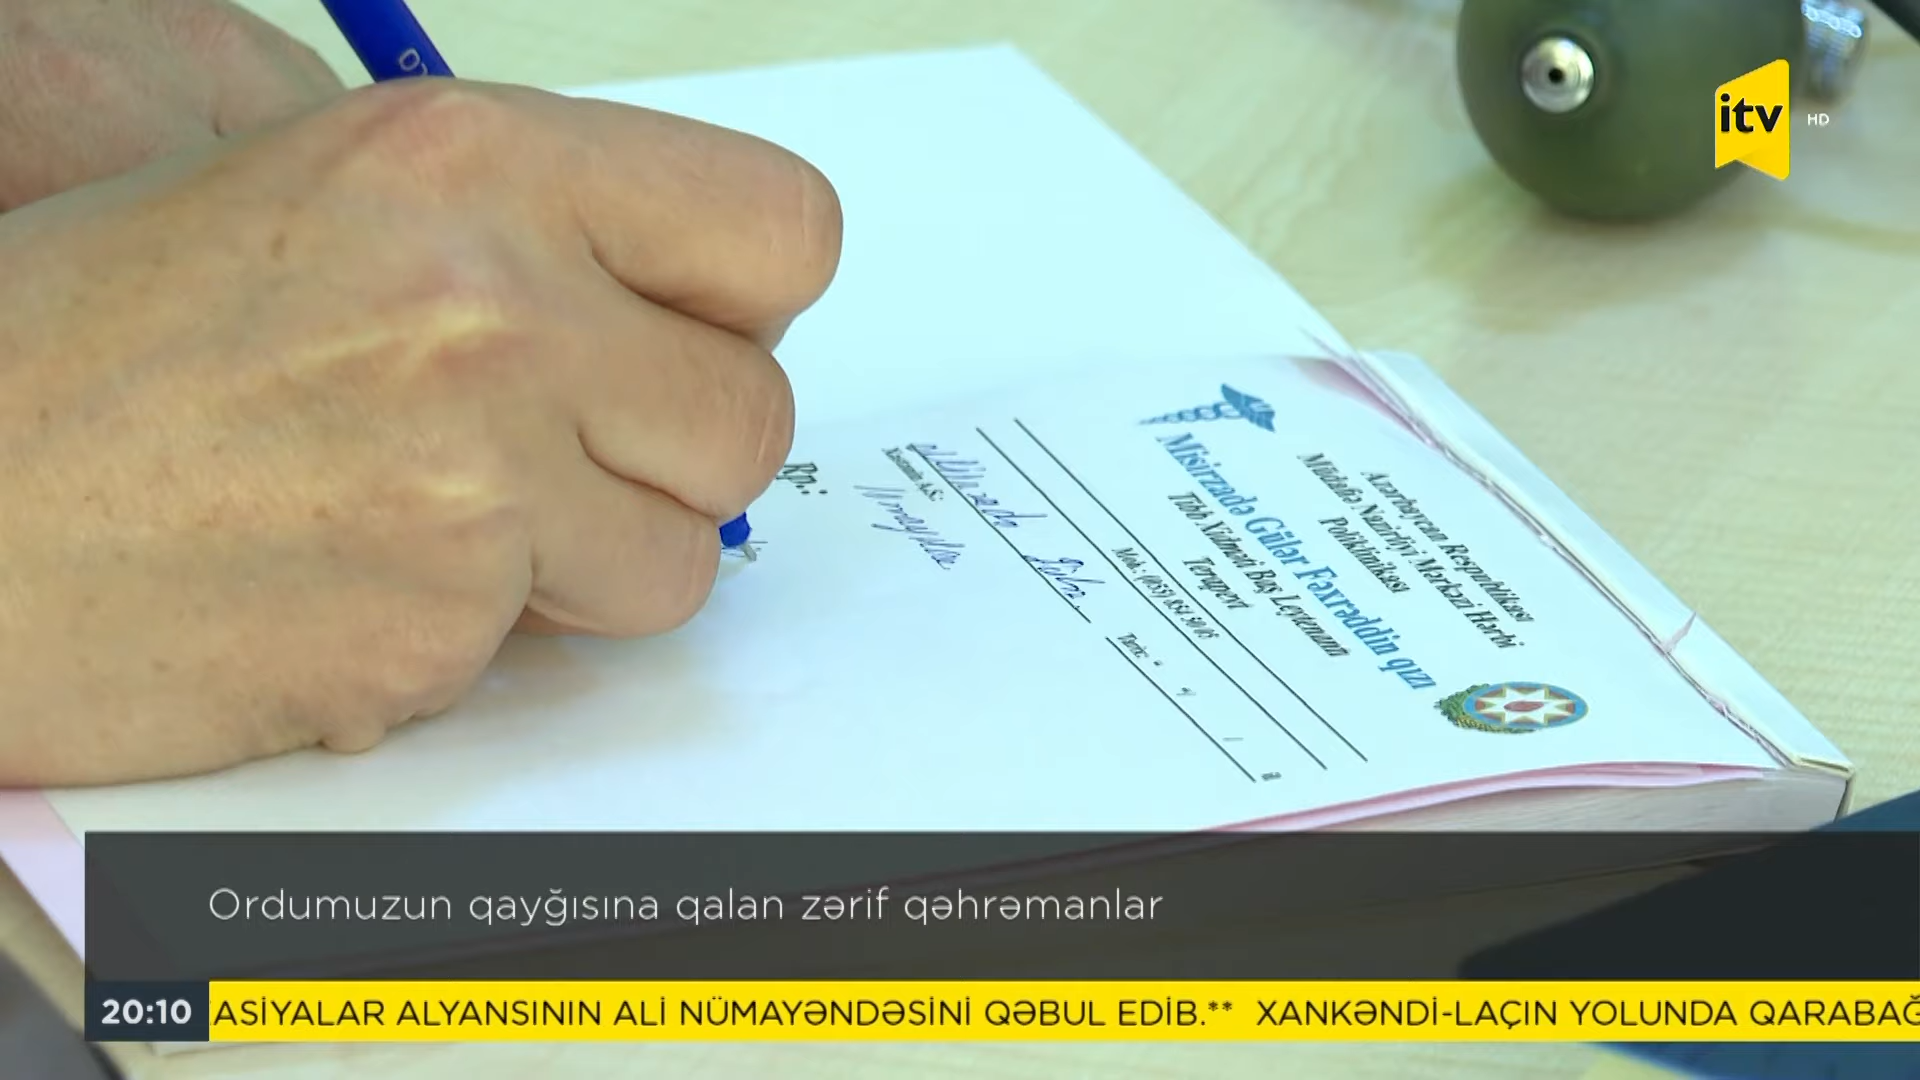 itv HD
Azərbaycan Respublikası
Müdafiə Nazirliyi Mərkəzi Hərbi
Poliklinikası
Misirzadə Gülər Fəxrəddin qızı
Tibb Xidməti Baş Leytenantı
Terapevt
Mob.:
Tarix: "
Xəstənin A.S:
Rp.:
Ordumuzun qayğısına qalan zərif qəhrəmanlar
20:10
ASİYALAR ALYANSININ ALİ NÜMAYƏNDƏSİNİ QƏBUL EDİB.** XANKƏNDİ-LAÇIN YOLUNDA QARABAĞ